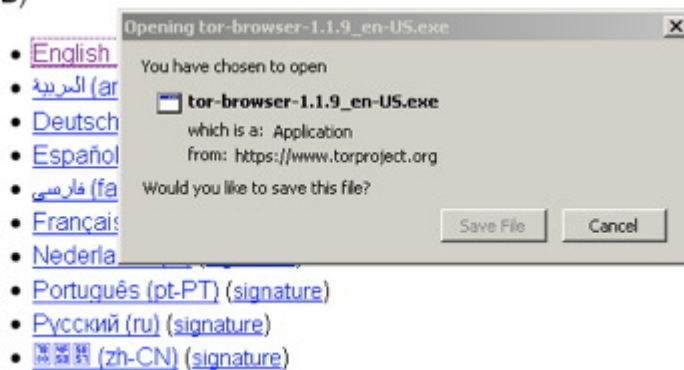 Opening tor-browser-1.1.9_en-US.exe
You have chosen to open
tor-browser-1.1.9_en-US.exe
which is a: Application
from: https://www.torproject.org
Would you like to save this file?
Save File
Cancel
English
العربية (ar
Deutsch
Español
فارسی (fa
Français
Nederla
Português (pt-PT) (signature)
Русский (ru) (signature)
(zh-CN) (signature)